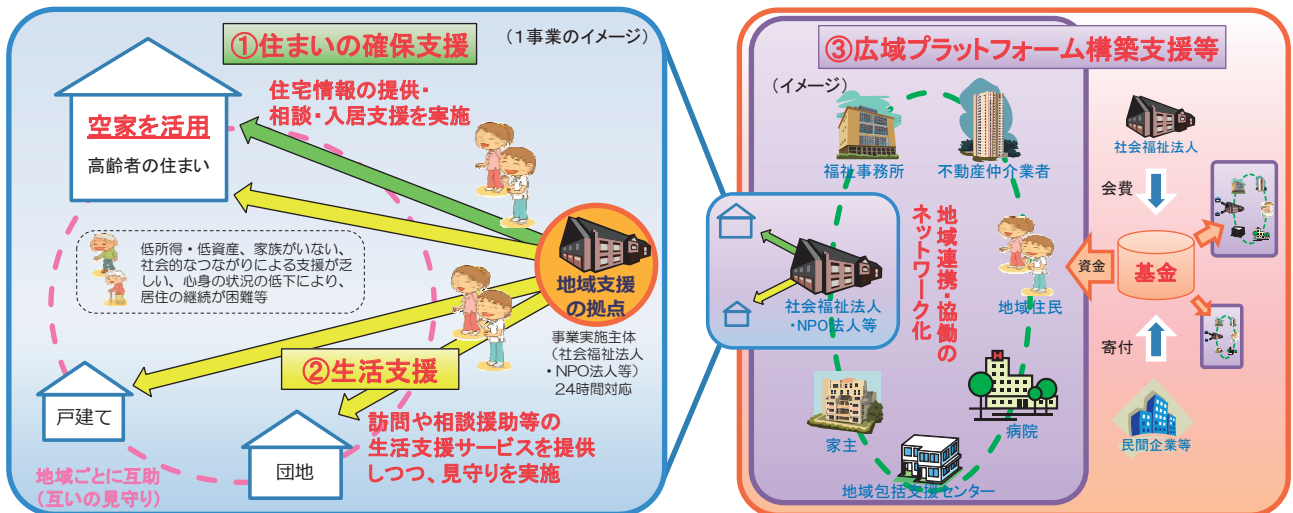 ①住まいの確保支援
(1事業のイメージ)
住宅情報の提供・
相談・入居支援を実施
空家を活用
高齢者の住まい
低所得・低資産、家族がいない、
社会的なつながりによる支援が乏
しい、心身の状況の低下により、
居住の継続が困難等
地域支援
の拠点
事業実施主体
(社会福祉法人
・NPO法人等)
24時間対応
②生活支援
訪問や相談援助等の
生活支援サービスを提供
しつつ、見守りを実施
戸建て
団地
地域ごとに互助
(互いの見守り)
③広域プラットフォーム構築支援等
(イメージ)
福祉事務所
不動産仲介業者
地域連携・協働の
ネットワーク化
社会福祉法人
・NPO法人等
地域住民
家主
病院
H
地域包括支援センター
社会福祉法人
会費
資金
基金
寄付
民間企業等